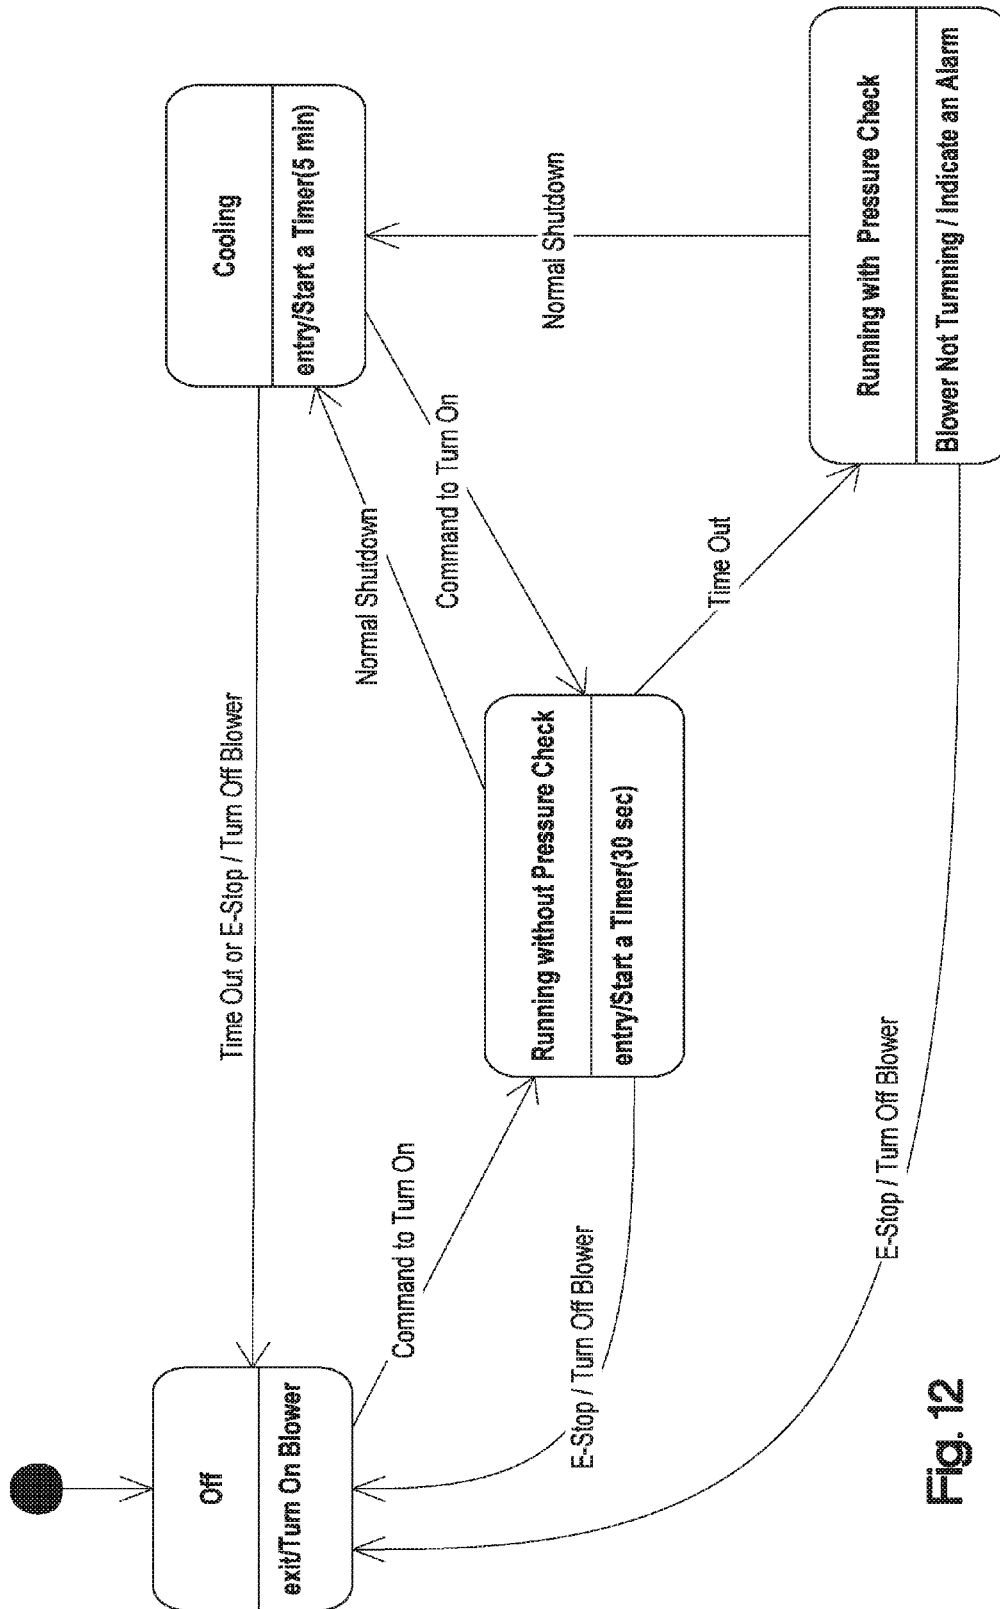 Off
exit/Turn On Blower
Time Out or E-Stop / Turn Off Blower
Cooling
entry/Start a Timer(5 min)
Command to Turn On
Normal Shutdown
Command to Turn On
Normal Shutdown
Running without Pressure Check
entry/Start a Timer(30 sec)
E-Stop / Turn Off Blower
Time Out
Running with Pressure Check
Blower Not Turnning / Indicate an Alarm
E-Stop / Turn Off Blower
Fig. 12